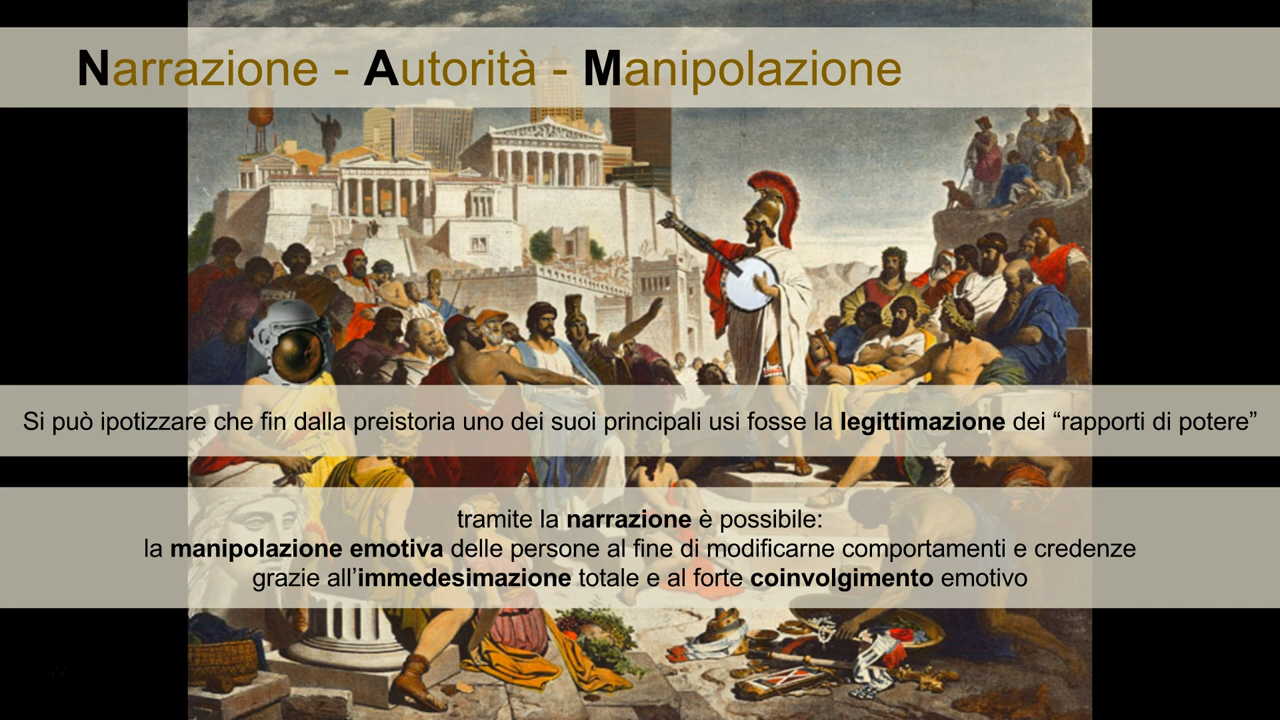 Narrazione - Autorità - Manipolazione
Si può ipotizzare che fin dalla preistoria uno dei suoi principali usi fosse la legittimazione dei “rapporti di potere”
tramite la narrazione è possibile:
la manipolazione emotiva delle persone al fine di modificarne comportamenti e credenze
grazie all’immedesimazione totale e al forte coinvolgimento emotivo